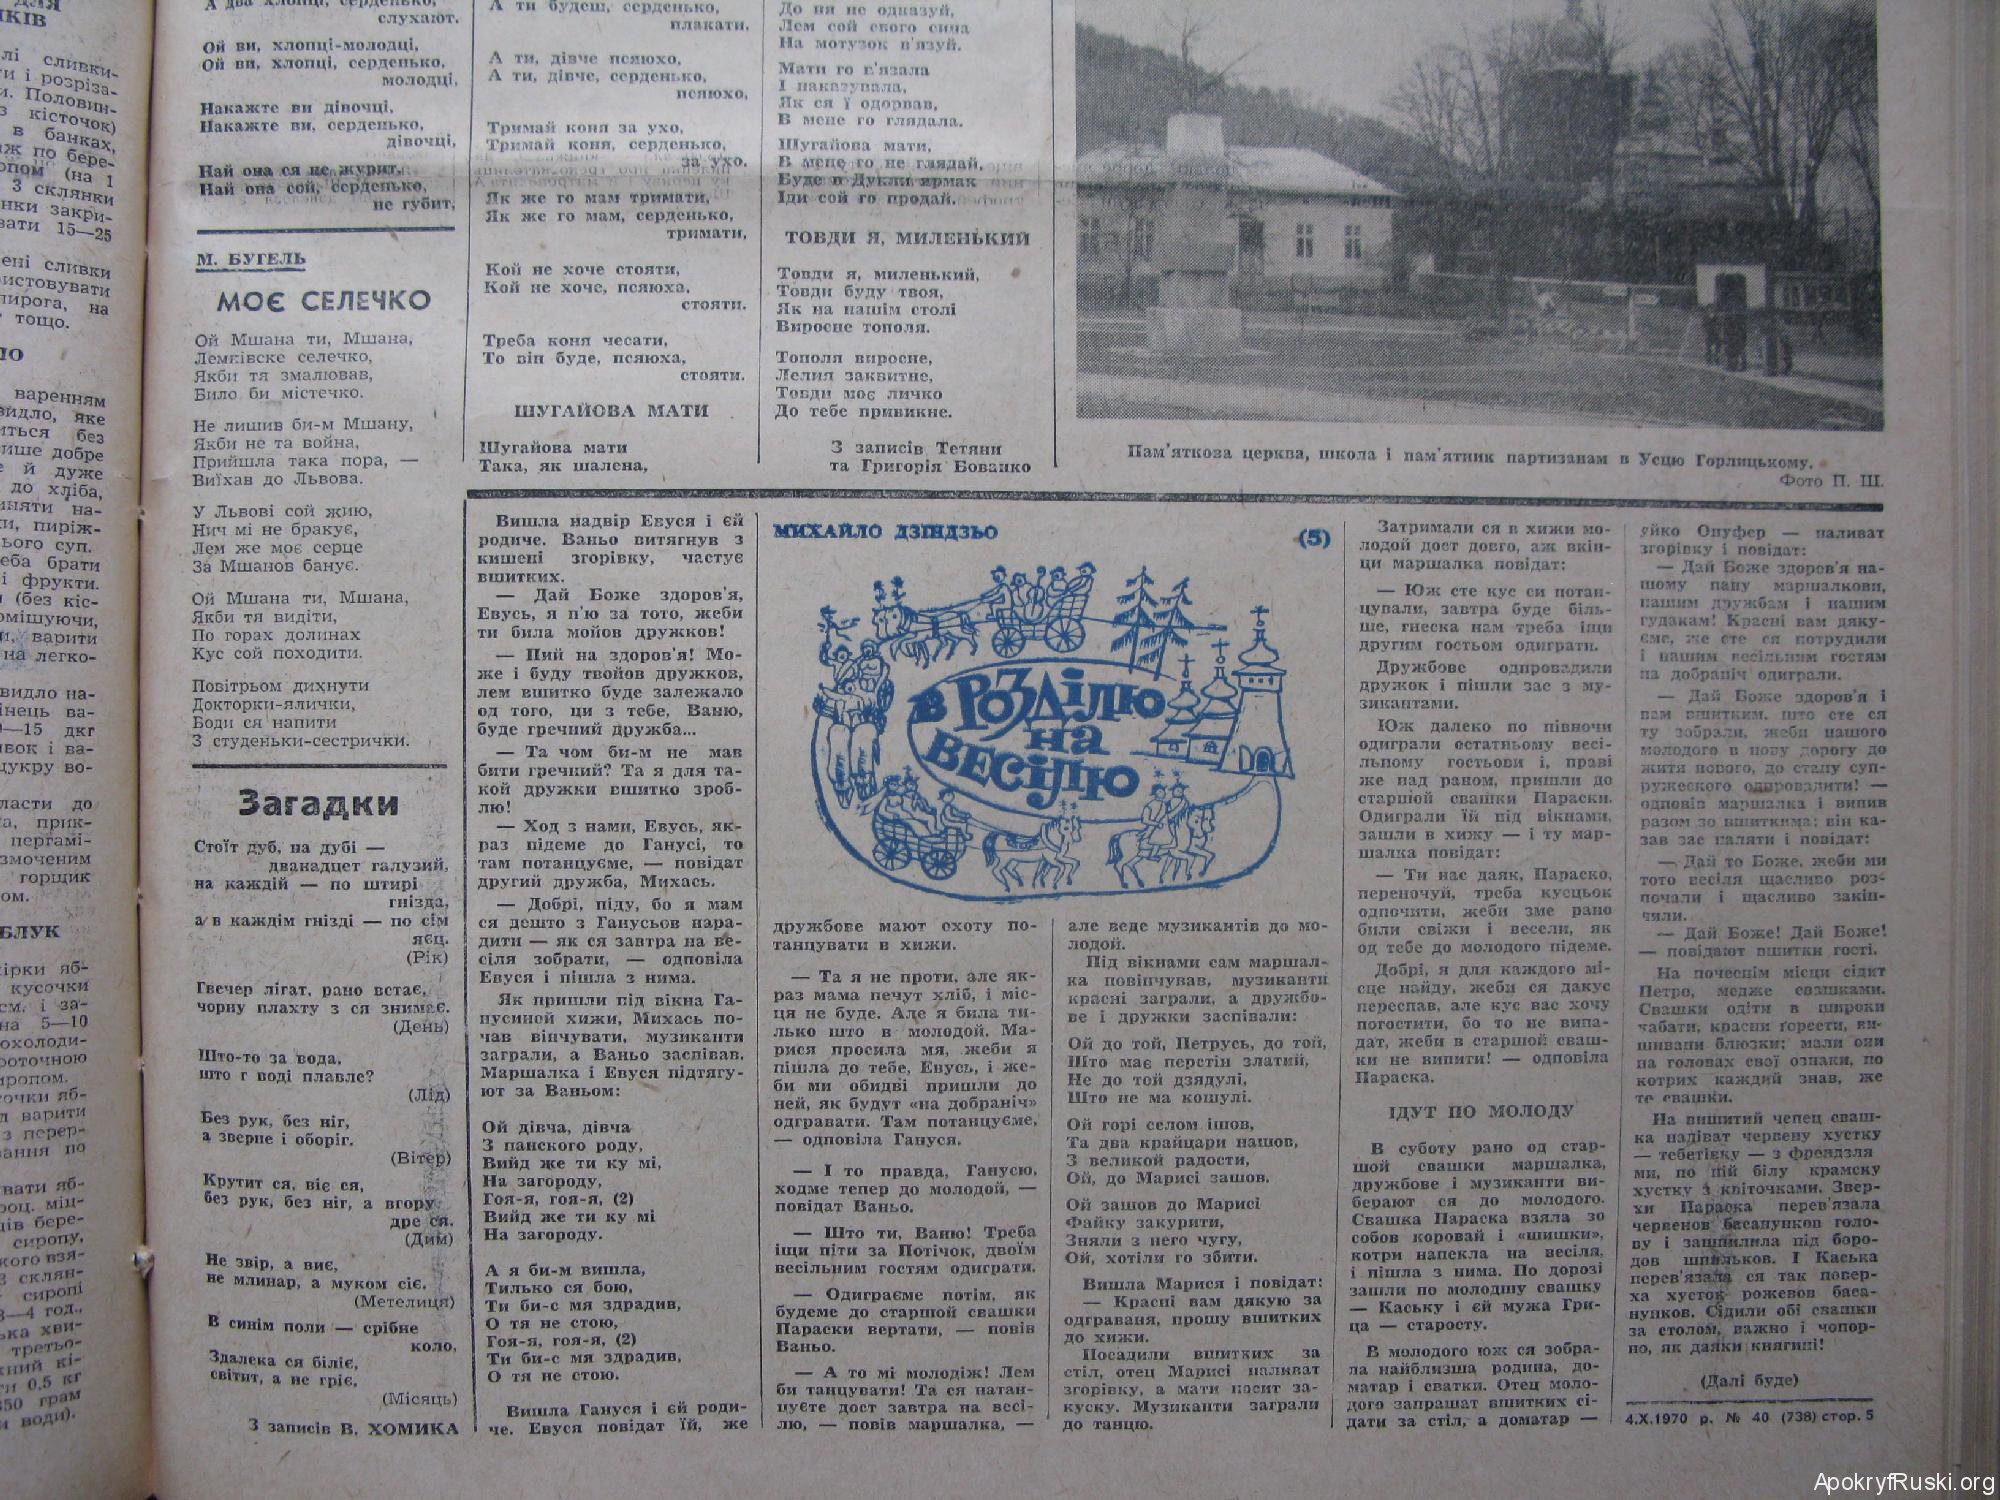 слухают.
Ой ви, хлопці-молодці,
Ой ви, хлопці, серденько,
молодці,
Накажте ви дівочці,
Накажте ви, серденько,
дівочці,
Най она ся не журит,
Най она сой, серденько,
не губит,
М. БУГЕЛЬ
МОЄ СЕЛЕЧКО
Ой Мшана ти, Мшана,
Лемківске селечко,
Якби тя змалював,
Било би містечко.
Не лишив би-м Мшану,
Якби не та война,
Прийшла така пора, —
Виїхав до Львова.
У Львові сой жию,
Нич мі не бракує,
Лем же моє серце
За Мшанов банує.
Ой Мшана ти, Мшана,
Якби тя видіти,
По горах долинах
Кус сой походити.
Повітрьом дихнути
Докторки-ялички,
Води ся напити
З студеньки-сестрички.
Загадки
Стоїт дуб, на дубі —
дванадцет галузий,
на каждій — по штирі
гнізда,
а в каждім гнізді — по сім
яєц.
(Рік)
Гвечер лігат, рано встає,
чорну плахту з ся знимає.
(День)
Што-то за вода,
што г воді плавле?
(Лід)
Без рук, без ніг,
а зверне і оборіг.
(Вітер)
Крутит ся, віє ся,
без рук, без ніг, а вгору
дре ся.
(Дим)
Не звір, а виє,
не млинар, а муком сіє.
(Метелиця)
В синім поли — срібне
коло,
Здалека ся біліє,
світит, а не гріє.
(Місяць)
З записів В. ХОМИКА
А ти будеш, серденько,
плакати.
А ти, дівче псяюхо,
А ти, дівче, серденько,
псяюхо,
Тримай коня за ухо,
Тримай коня, серденько,
за ухо.
Як же го мам тримати,
Як же го мам, серденько,
тримати,
Кой не хоче стояти,
Кой не хоче, псяюха,
стояти.
Треба коня чесати,
То він буде, псяюха,
стояти.
ШУГАЙОВА МАТИ
Шугайова мати
Така, як шалена,
До ня не одказуй,
Лем сой свого сина
На мотузок в'язуй.
Мати го в'язала
І наказувала,
Як ся ї одорвав,
В мене го глядала.
Шугайова мати,
В мене го не глядай,
Буде в Дукли ярмак
Іди сой го продай.
ТОВДИ Я, МИЛЕНЬКИЙ
Товди я, миленький,
Товди буду твоя,
Як на нашім столі
Виросне тополя.
Тополя виросне,
Лелия заквитне,
Товди моє личко
До тебе привикне.
З записів Тетяни
та Григорія Бованко
Пам'яткова церква, школа і пам'ятник партизанам в Усцю Горлицькому.
Фото П. Ш.
Вишла надвір Евуся і єй
родиче. Ваньо витягнув з
кишені згорівку, частує
вшитких.
— Дай Боже здоров'я,
Евусь, я п'ю за тото, жеби
ти била мойов дружков!
— Пий на здоров'я! Мо-
же і буду твойов дружков,
лем вшитко буде залежало
од того, ци з тебе, Ваню,
буде гречний дружба...
— Та чом би-м не мав
бити гречний? Та я для та-
кой дружки вшитко зроб-
лю!
— Ход з нами, Евусь, як-
раз підеме до Ганусі, то
там потанцуєме, — повідат
другий дружба, Михась.
— Добрі, піду, бо я мам
ся дешто з Ганусьов нара-
дити — як ся завтра на ве-
сіля зобрати, — одповіла
Евуся і пішла з нима.
Як пришли під вікна Га-
нусиной хижи, Михась по-
чав вінчувати, музиканти
заграли, а Ваньо заспівав.
Маршалка і Евуся підтягу-
ют за Ваньом:
Ой дівча, дівча
З панского роду,
Вийд же ти ку мі,
На загороду,
Гоя-я, гоя-я, (2)
Вийд же ти ку мі
На загороду.
А я би-м вишла,
Тилько ся бою,
Ти би-с мя здрадив,
О тя не стою,
Гоя-я, гоя-я, (2)
Ти би-с мя здрадив,
О тя не стою.
Вишла Гануся і єй роди-
че. Евуся повідат їй, же
МИХАЙЛО ДЗІНДЗЬО
(5)
В РОЗДІЛЮ
на
ВЕСІЛЮ
дружбове мают охоту по-
танцувати в хижи.
— Та я не проти, але як-
раз мама печут хліб, і міс-
ця не буде. Але я била ти-
лько што в молодой. Ма-
рися просила мя, жеби я
пішла до тебе, Евусь, і же-
би ми обидві пришли до
ней, як будут «на добраніч»
одгравати. Там потанцуєме,
— одповіла Гануся.
— І то правда, Ганусю,
ходме тепер до молодой, —
повідат Ваньо.
— Што ти, Ваню! Треба
іщи піти за Потічок, двоїм
весільним гостям одиграти.
— Одиграєме потім, як
будеме до старшой свашки
Параски вертати, — повів
Ваньо.
— А то мі молодіж! Лем
би танцувати! Та ся натан-
цуєте дост завтра на весі-
лю, — повів маршалка, —
але веде музикантів до мо-
лодой.
Під вікнами сам маршал-
ка повінчував, музиканти
красні заграли, а дружбо-
ве і дружки заспівали:
Ой до той, Петрусь, до той,
Што має перстін златий,
Не до той дзядулі,
Што не ма кошулі.
Ой горі селом ішов,
Та два крайцари нашов,
З великой радости,
Ой, до Марисі зашов.
Ой зашов до Марисі
Файку закурити,
Зняли з него чугу,
Ой, хотіли го збити.
Вишла Марися і повідат:
— Красні вам дякую за
одграваня, прошу вшитких
до хижи.
Посадили вшитких за
стіл, отец Марисі наливат
згорівку, а мати носит за-
куску. Музиканти заграли
до танцю.
Затримали ся в хижи мо-
лодой дост довго, аж вкін-
ци маршалка повідат:
— Юж сте кус си потан-
цували, завтра буде біль-
ше, гнеска нам треба іщи
другим гостьом одиграти.
Дружбове одпровадили
дружок і пішли зас з му-
зикантами.
Юж далеко по півночи
одиграли остатньому весі-
льному гостьови і, праві
же над раном, пришли до
старшой свашки Параски.
Одиграли їй під вікнами,
зашли в хижу — і ту мар-
шалка повідат:
— Ти нас даяк, Параско,
переночуй, треба кусцьок
одпочити, жеби зме рано
били свіжи і весели, як
од тебе до молодого підеме.
Добрі, я для каждого мі-
сце найду, жеби ся дакус
переспав, але кус вас хочу
погостити, бо то не випа-
дат, жеби в старшой сваш-
ки не випити! — одповіла
Параска.
ІДУТ ПО МОЛОДУ
В суботу рано од стар-
шой свашки маршалка,
дружбове і музиканти ви-
берают ся до молодого.
Свашка Параска взяла зо
собов коровай і «шишки»,
котри напекла на весіля,
і пішла з нима. По дорозі
зашли по молодшу свашку
— Каську і єй мужа Гри-
ца — старосту.
В молодого юж ся зобра-
ла найблизша родина, до-
матар і сватки. Отец моло-
дого запрашат вшитких сі-
дати за стіл, а доматар —
уйко Онуфер — наливат
згорівку і повідат:
— Дай Боже здоров'я на-
шому пану маршалкови,
нашим дружбам і нашим
гудакам! Красні вам дяку-
єме, же сте ся потрудили
і нашим весільним гостям
на добраніч одиграли.
— Дай Боже здоров'я і
вам вшитким, што сте ся
ту зобрали, жеби нашого
молодого в нову дорогу до
житя нового, до стану суп-
ружеского одпровадити! —
одповів маршалка і випив
разом зо вшиткима; він ка-
зав зас галяти і повідат:
— Дай то Боже, жеби ми
тото весіля щасливо роз-
почали і щасливо закін-
чили.
— Дай Боже! Дай Боже!
— повідают вшитки гості.
На почеснім місци сідит
Петро, медже свашками.
Свашки одіти в широки
кабати, красни горсети, ви-
шивани блюзки; мали они
на головах свої ознаки, по
котрих каждий знав, же
те свашки.
На вишитий чепец сваш-
ка надіват червену хустку
— тебетівку — з френдзля
ми, по ній білу крамску
хустку з квіточками. Звер-
хи Параска перев'язала
червенов басапунков голо-
ву і зашпилила під боро-
дов шпильков. І Каська
перев'язала ся так повер-
ха хусток рожевов баса-
нунков. Сідили обі свашки
за столом, важно і чопор-
но, як даяки княгині!
(Далі буде)
4.X.1970 р. № 40 (738) стор. 5
ApokryfRuski.org